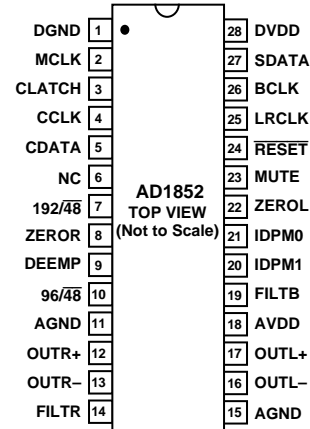 DGND 1 28 DVDD
MCLK 2 27 SDATA
CLATCH 3 26 BCLK
CCLK 4 25 LRCLK
CDATA 5 24 RESET
NC 6 23 MUTE
192/48 7 22 ZEROL
ZEROR 8 21 IDPM0
DEEMP 9 20 IDPM1
96/48 10 19 FILTB
AGND 11 18 AVDD
OUTR+ 12 17 OUTL+
OUTR– 13 16 OUTL–
FILTR 14 15 AGND
AD1852
TOP VIEW
(Not to Scale)